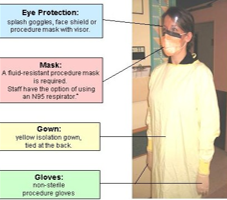 Eye Protection:
splash goggles, face shield or
procedure mask with visor.
Mask:
A fluid-resistant procedure mask
is required.
Staff have the option of using
an N95 respirator.*
Gown:
yellow isolation gown,
tied at the back.
Gloves:
non-sterile
procedure gloves